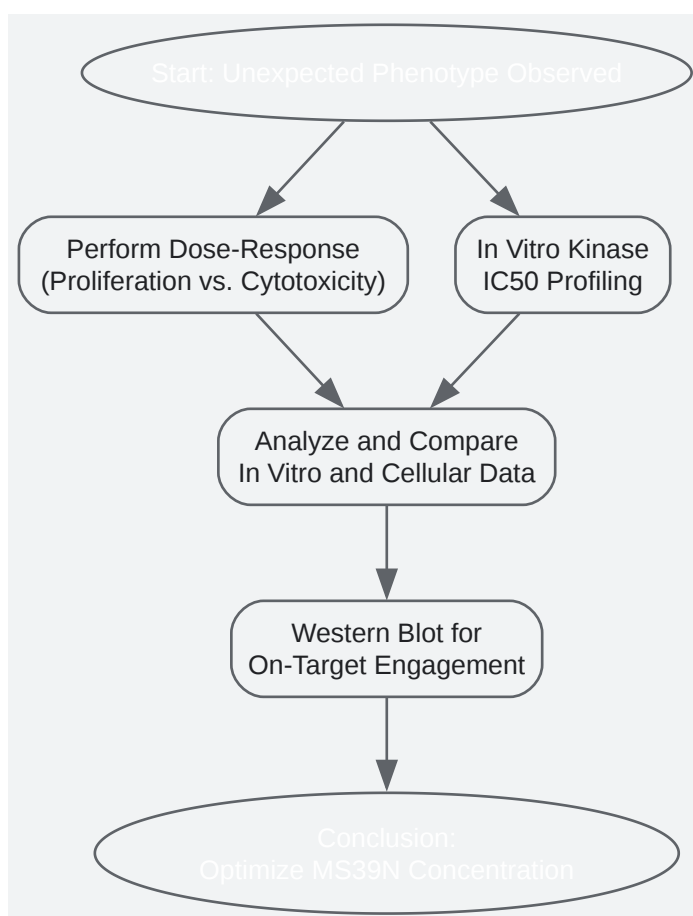 Start: Unexpected Phenotype Observed
Perform Dose-Response
(Proliferation vs. Cytotoxicity)
In Vitro Kinase
IC50 Profiling
Analyze and Compare
In Vitro and Cellular Data
Western Blot for
On-Target Engagement
Conclusion:
Optimize MS39N Concentration